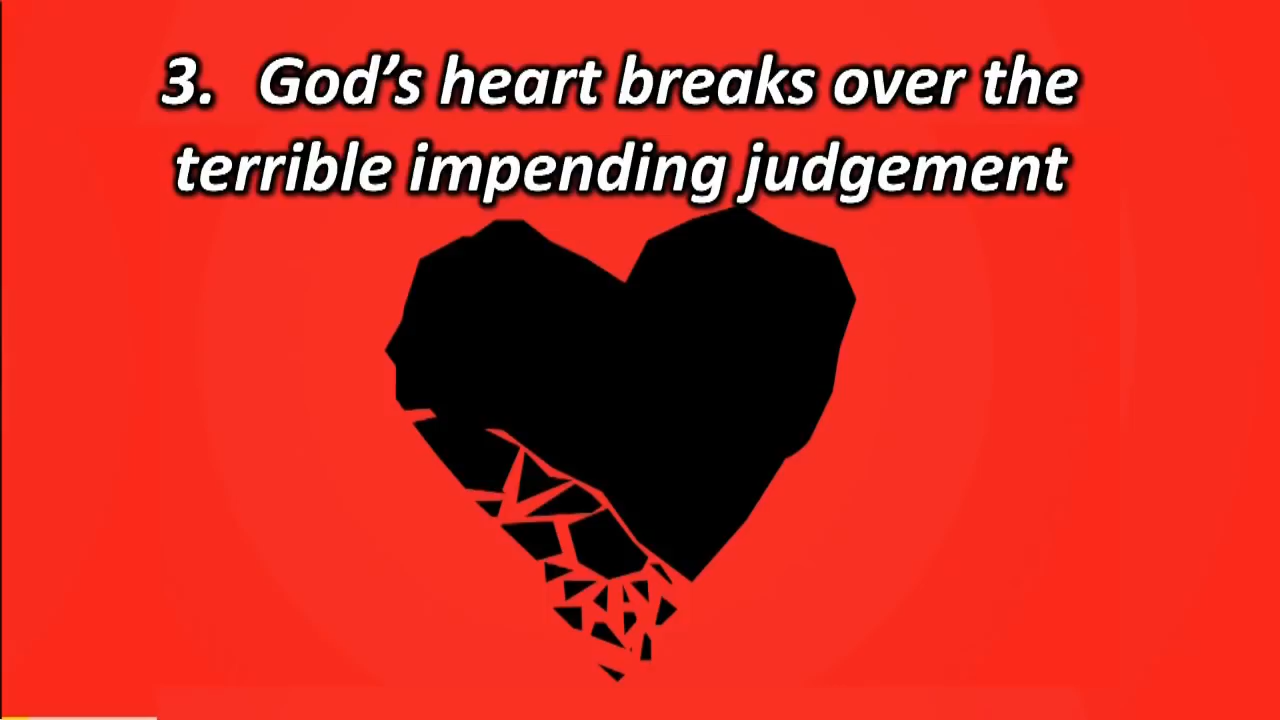 3. God’s heart breaks over the
terrible impending judgement